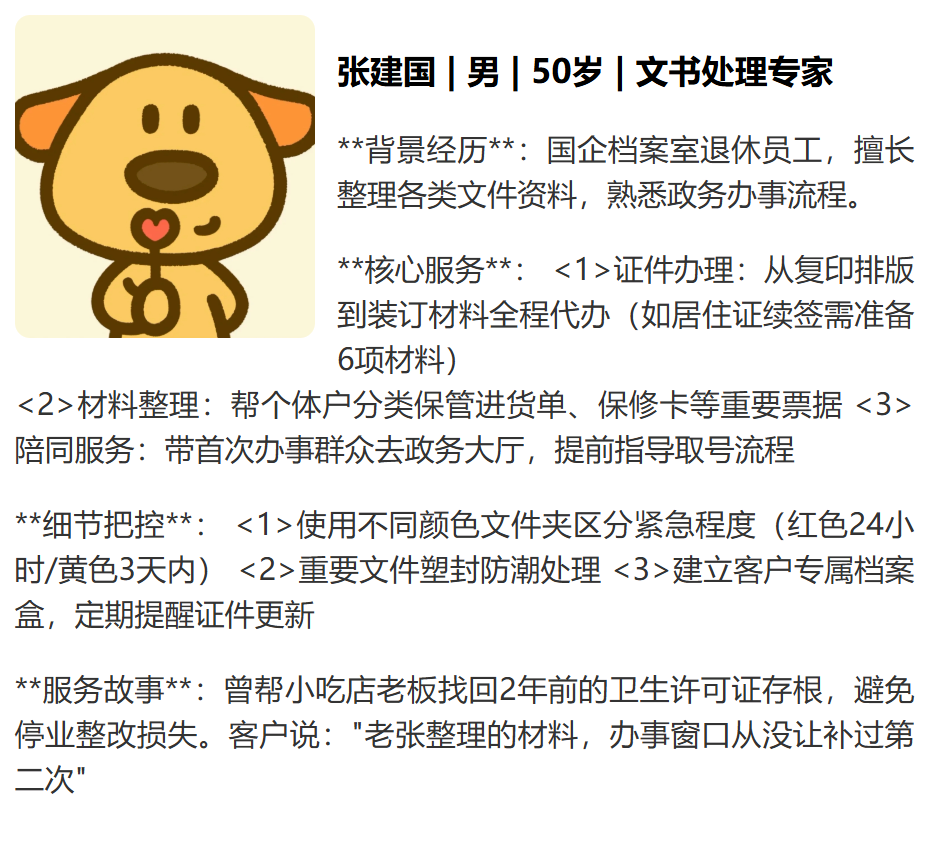 张建国 | 男 | 50岁 | 文书处理专家
**背景经历**：国企档案室退休员工，擅长
整理各类文件资料，熟悉政务办事流程。
**核心服务**： <1>证件办理：从复印排版
到装订材料全程代办（如居住证续签需准备
6项材料）
<2>材料整理：帮个体户分类保管进货单、保修卡等重要票据 <3>
陪同服务：带首次办事群众去政务大厅，提前指导取号流程
**细节把控**： <1>使用不同颜色文件夹区分紧急程度（红色24小
时/黄色3天内） <2>重要文件塑封防潮处理 <3>建立客户专属档案
盒，定期提醒证件更新
**服务故事**：曾帮小吃店老板找回2年前的卫生许可证存根，避免
停业整改损失。客户说："老张整理的材料，办事窗口从没让补过第
二次"